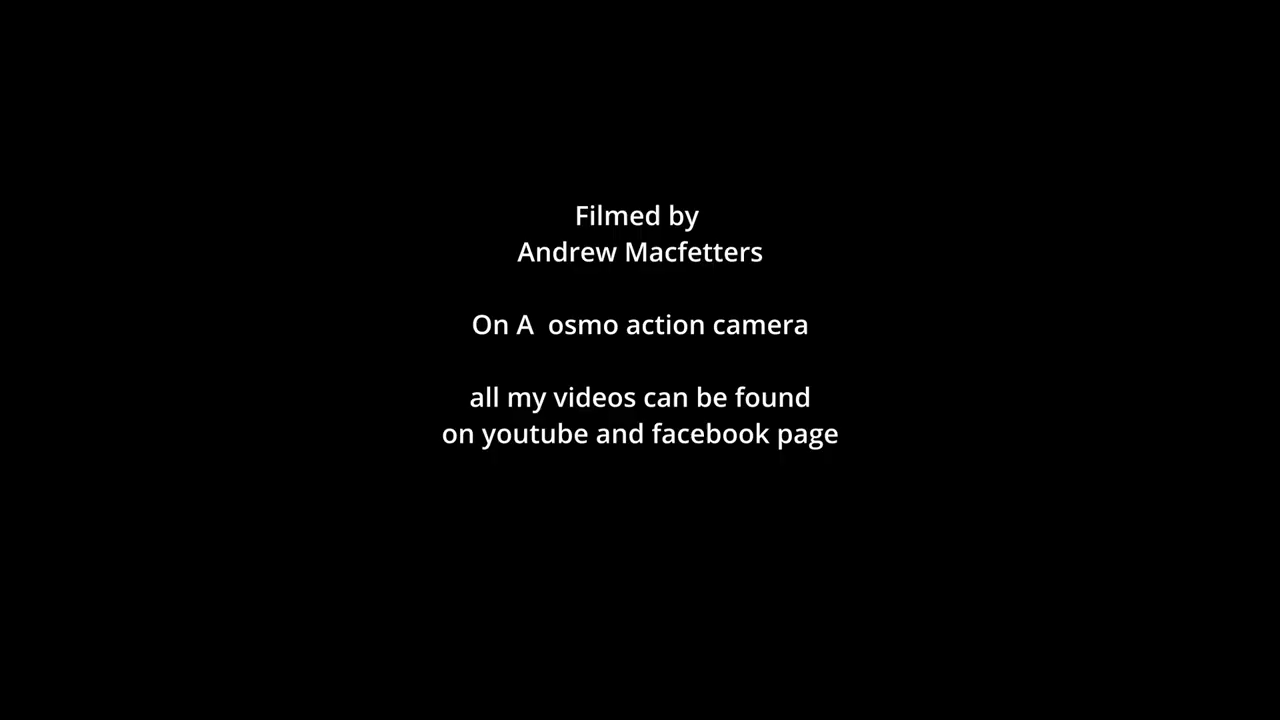 Filmed by
Andrew Macfetters
On A  osmo action camera
all my videos can be found
on youtube and facebook page